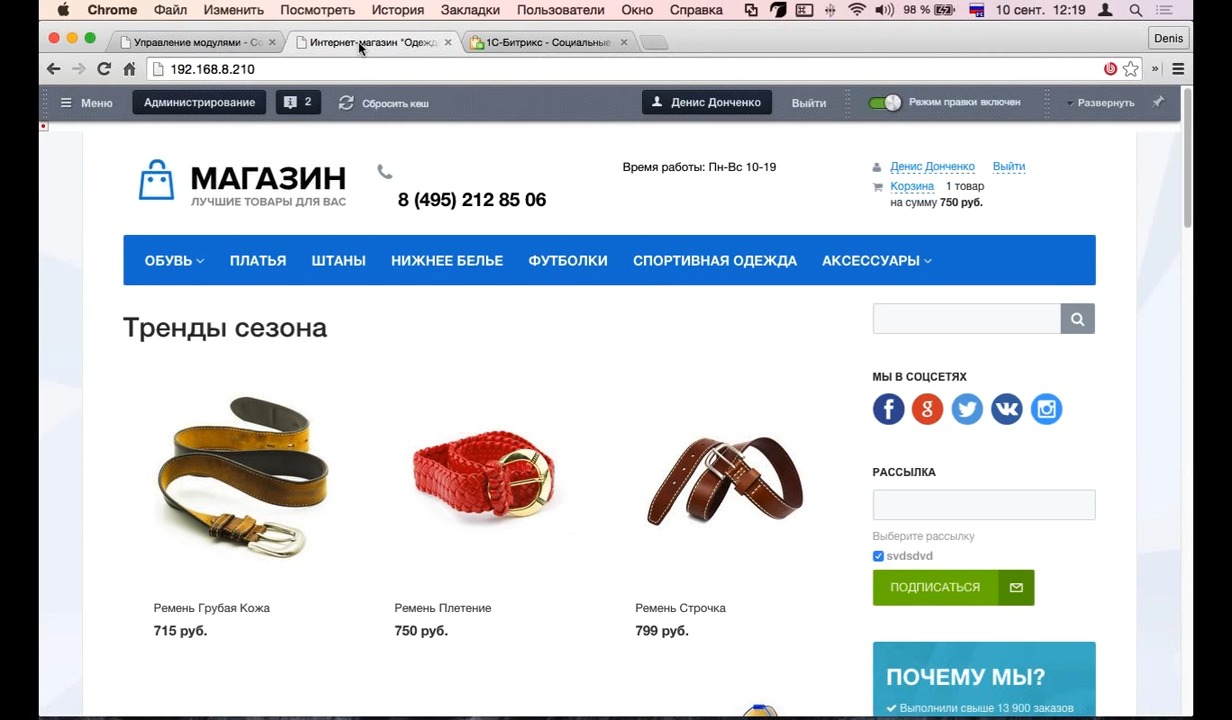 Chrome Файл Изменить Посмотреть История Закладки Пользователи Окно Справка 98 % 10 сент. 12:19
Управление модулями - Co
Интернет-магазин "Одежд
1С-Битрикс - Социальные
Denis
192.168.8.210
Меню Администрирование 2 Сбросить кеш Денис Донченко Выйти Режим правки включен Развернуть
МАГАЗИН
ЛУЧШИЕ ТОВАРЫ ДЛЯ ВАС
8 (495) 212 85 06
Время работы: Пн-Вс 10-19
Денис Донченко Выйти
Корзина 1 товар
на сумму 750 руб.
ОБУВЬ ПЛАТЬЯ ШТАНЫ НИЖНЕЕ БЕЛЬЕ ФУТБОЛКИ СПОРТИВНАЯ ОДЕЖДА АКСЕССУАРЫ
Тренды сезона
Ремень Грубая Кожа
715 руб.
Ремень Плетение
750 руб.
Ремень Строчка
799 руб.
МЫ В СОЦСЕТЯХ
РАССЫЛКА
Выберите рассылку
svdsdvd
ПОДПИСАТЬСЯ
ПОЧЕМУ МЫ?
Выполнили свыше 13 900 заказов